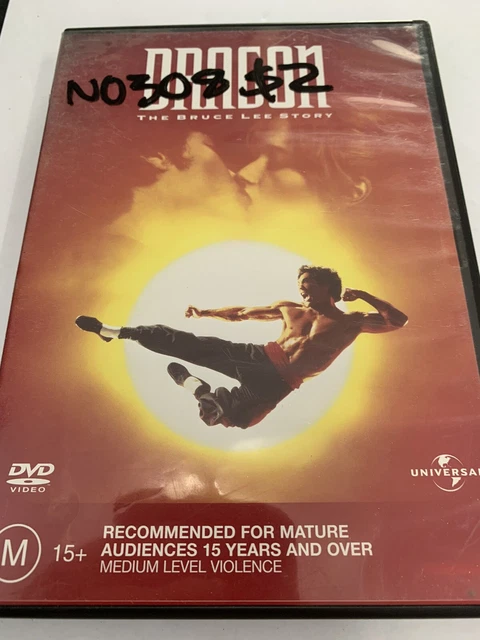 DRAGON
NO308 $2
THE BRUCE LEE STORY
DVD
VIDEO
UNIVERSAL
M 15+
RECOMMENDED FOR MATURE
AUDIENCES 15 YEARS AND OVER
MEDIUM LEVEL VIOLENCE